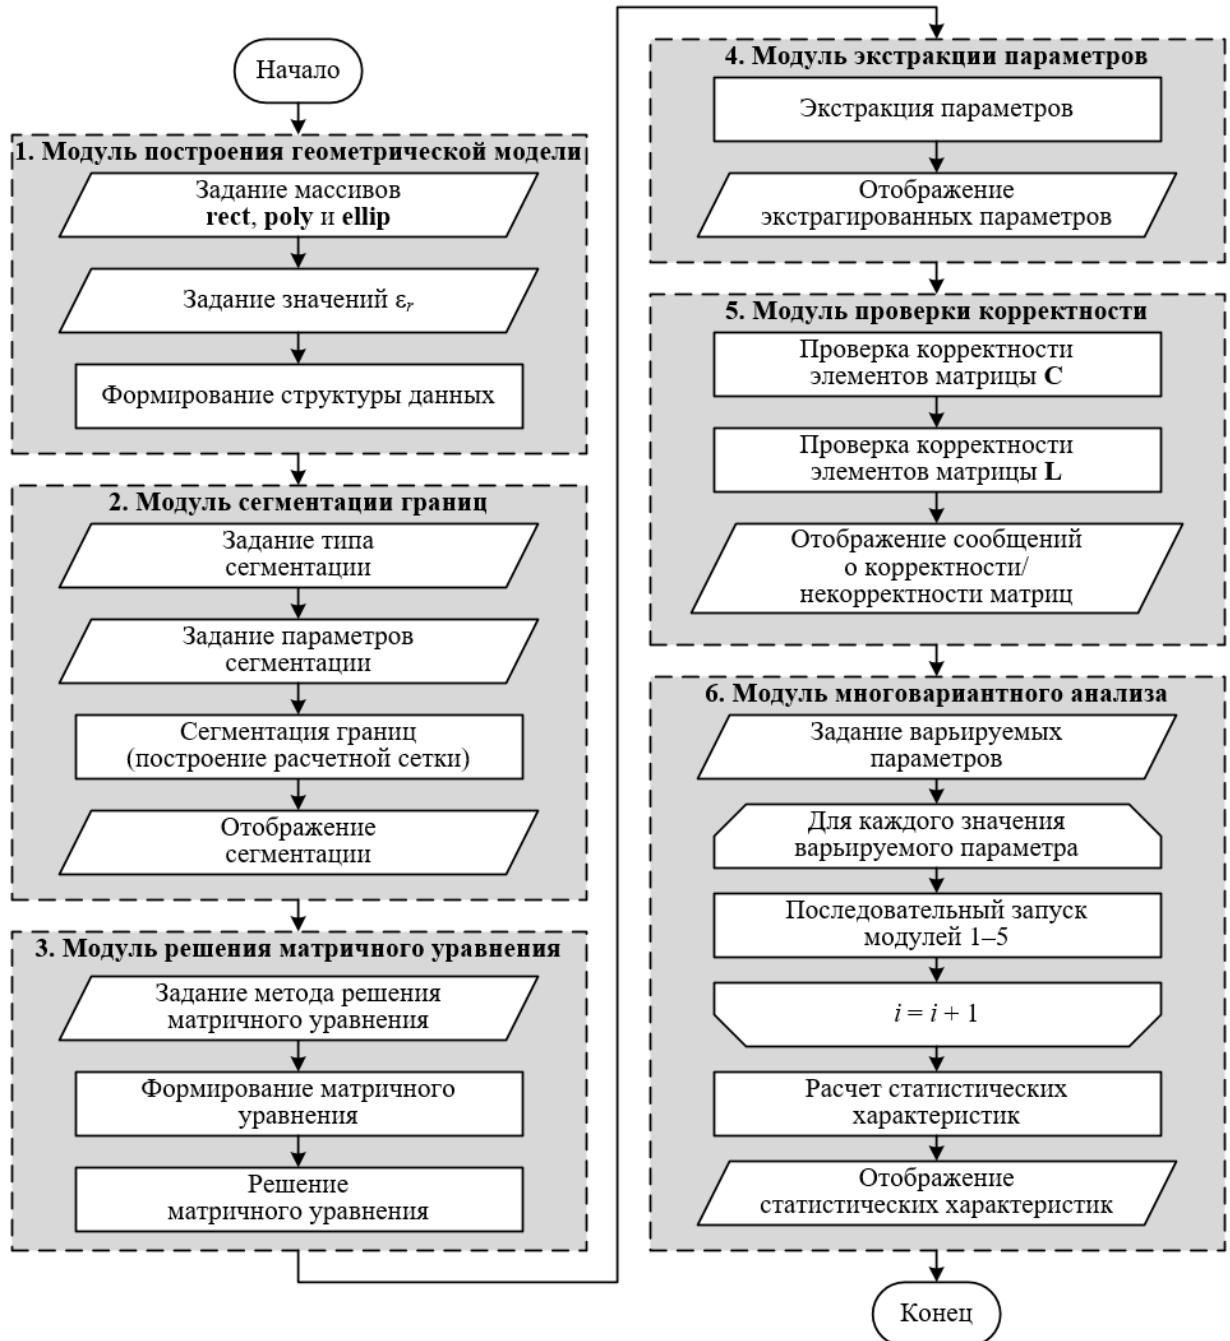 Начало
1. Модуль построения геометрической модели
Задание массивов
rect, poly и ellip
Задание значений εr
Формирование структуры данных
2. Модуль сегментации границ
Задание типа
сегментации
Задание параметров
сегментации
Сегментация границ
(построение расчетной сетки)
Отображение
сегментации
3. Модуль решения матричного уравнения
Задание метода решения
матричного уравнения
Формирование матричного
уравнения
Решение
матричного уравнения
4. Модуль экстракции параметров
Экстракция параметров
Отображение
экстрагированных параметров
5. Модуль проверки корректности
Проверка корректности
элементов матрицы C
Проверка корректности
элементов матрицы L
Отображение сообщений
о корректности/
некорректности матриц
6. Модуль многовариантного анализа
Задание варьируемых
параметров
Для каждого значения
варьируемого параметра
Последовательный запуск
модулей 1–5
i = i + 1
Расчет статистических
характеристик
Отображение
статистических характеристик
Конец